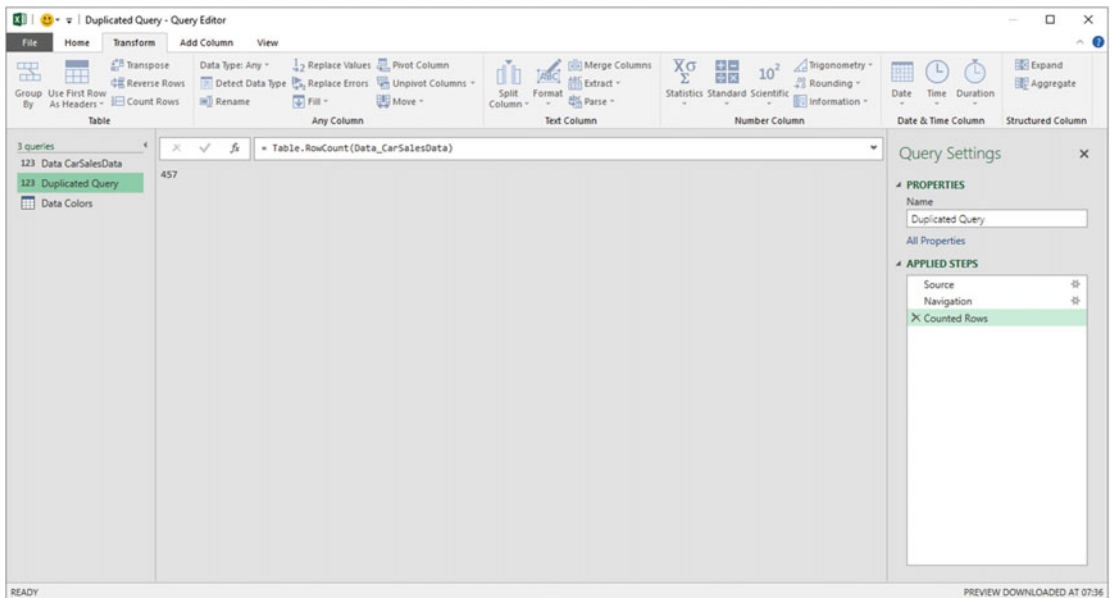 Duplicated Query - Query Editor
File Home Transform Add Column View
Group By
Use First Row As Headers
Transpose
Reverse Rows
Count Rows
Table
Data Type: Any
Detect Data Type
Rename
Replace Values
Replace Errors
Fill
Pivot Column
Unpivot Columns
Move
Any Column
Split Column
Format
ABC
Merge Columns
Extract
Parse
Text Column
Statistics
Standard
10²
Scientific
Trigonometry
Rounding
Information
Number Column
Date
Time
Duration
Date & Time Column
Expand
Aggregate
Structured Column
3 queries
123 Data CarSalesData
123 Duplicated Query
Data Colors
fx = Table.RowCount(Data_CarSalesData)
457
Query Settings
PROPERTIES
Name
Duplicated Query
All Properties
APPLIED STEPS
Source
Navigation
Counted Rows
READY
PREVIEW DOWNLOADED AT 07:36